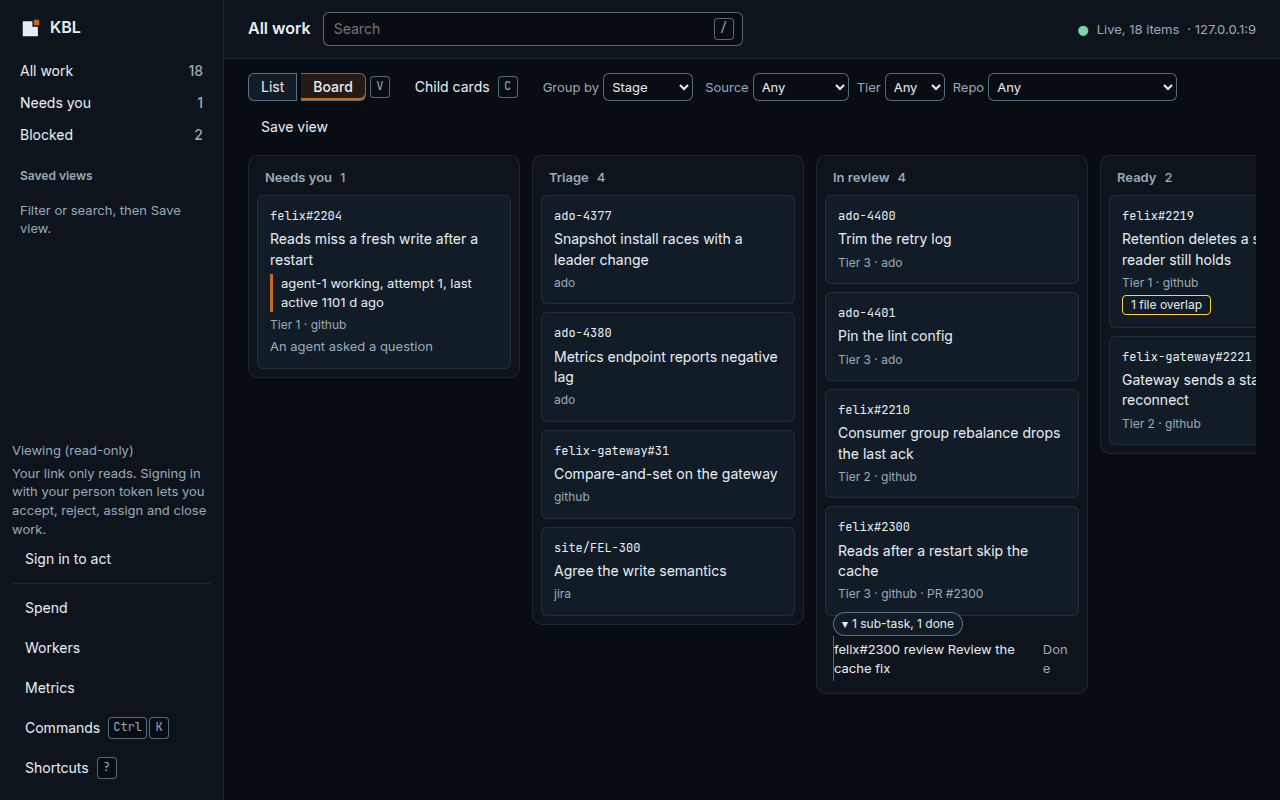 KBL
All work 18
Needs you 1
Blocked 2
Saved views
Filter or search, then Save
view.
Viewing (read-only)
Your link only reads. Signing in
with your person token lets you
accept, reject, assign and close
work.
Sign in to act
Spend
Workers
Metrics
Commands Ctrl K
Shortcuts ?
All work
Search /
Live, 18 items · 127.0.0.1:9
List Board V Child cards C Group by Stage Source Any Tier Any Repo Any
Save view
Needs you 1
felix#2204
Reads miss a fresh write after a
restart
agent-1 working, attempt 1, last
active 1101 d ago
Tier 1 · github
An agent asked a question
Triage 4
ado-4377
Snapshot install races with a
leader change
ado
ado-4380
Metrics endpoint reports negative
lag
ado
felix-gateway#31
Compare-and-set on the gateway
github
site/FEL-300
Agree the write semantics
jira
In review 4
ado-4400
Trim the retry log
Tier 3 · ado
ado-4401
Pin the lint config
Tier 3 · ado
felix#2210
Consumer group rebalance drops
the last ack
Tier 2 · github
felix#2300
Reads after a restart skip the
cache
Tier 3 · github · PR #2300
▾ 1 sub-task, 1 done
felix#2300 review Review the
cache fix
Don
e
Ready 2
felix#2219
Retention deletes a s
reader still holds
Tier 1 · github
1 file overlap
felix-gateway#2221
Gateway sends a sta
reconnect
Tier 2 · github